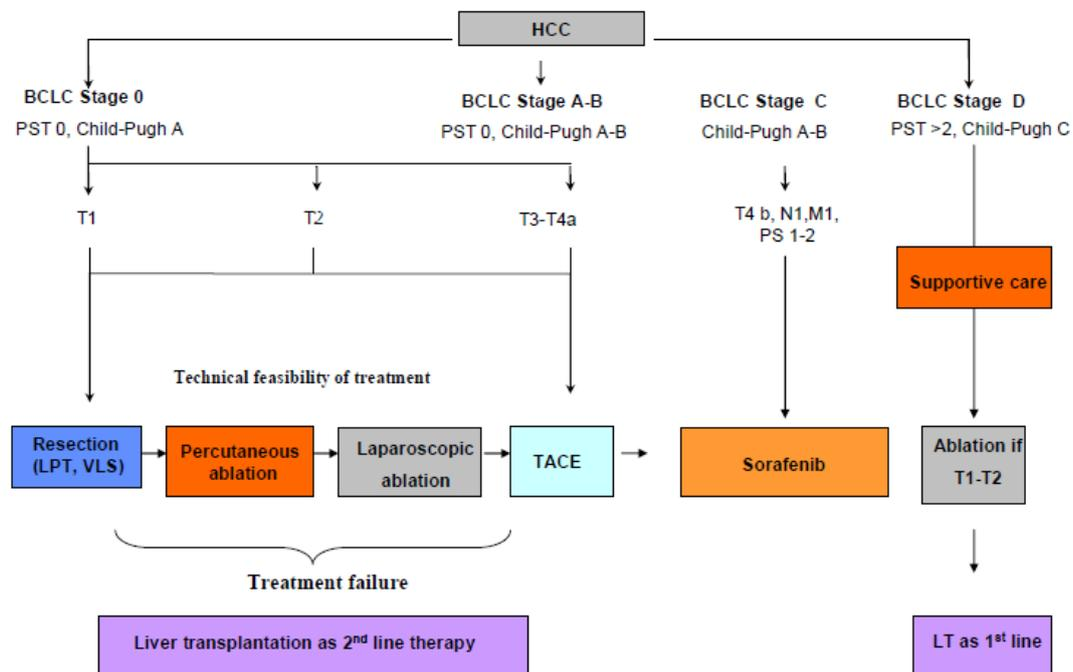 HCC
BCLC Stage 0
PST 0, Child-Pugh A
BCLC Stage A-B
PST 0, Child-Pugh A-B
BCLC Stage C
Child-Pugh A-B
BCLC Stage D
PST >2, Child-Pugh C
T1
T2
T3-T4a
T4 b, N1,M1,
PS 1-2
Supportive care
Technical feasibility of treatment
Resection
(LPT, VLS)
Percutaneous
ablation
Laparoscopic
ablation
TACE
Sorafenib
Ablation if
T1-T2
Treatment failure
Liver transplantation as 2nd line therapy
LT as 1st line